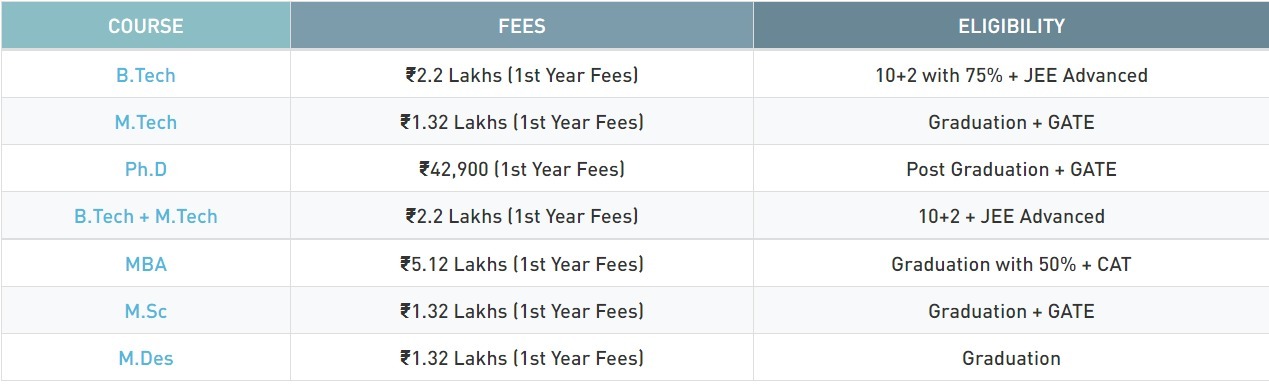 COURSE FEES ELIGIBILITY
B.Tech ₹2.2 Lakhs (1st Year Fees) 10+2 with 75% + JEE Advanced
M.Tech ₹1.32 Lakhs (1st Year Fees) Graduation + GATE
Ph.D ₹42,900 (1st Year Fees) Post Graduation + GATE
B.Tech + M.Tech ₹2.2 Lakhs (1st Year Fees) 10+2 + JEE Advanced
MBA ₹5.12 Lakhs (1st Year Fees) Graduation with 50% + CAT
M.Sc ₹1.32 Lakhs (1st Year Fees) Graduation + GATE
M.Des ₹1.32 Lakhs (1st Year Fees) Graduation